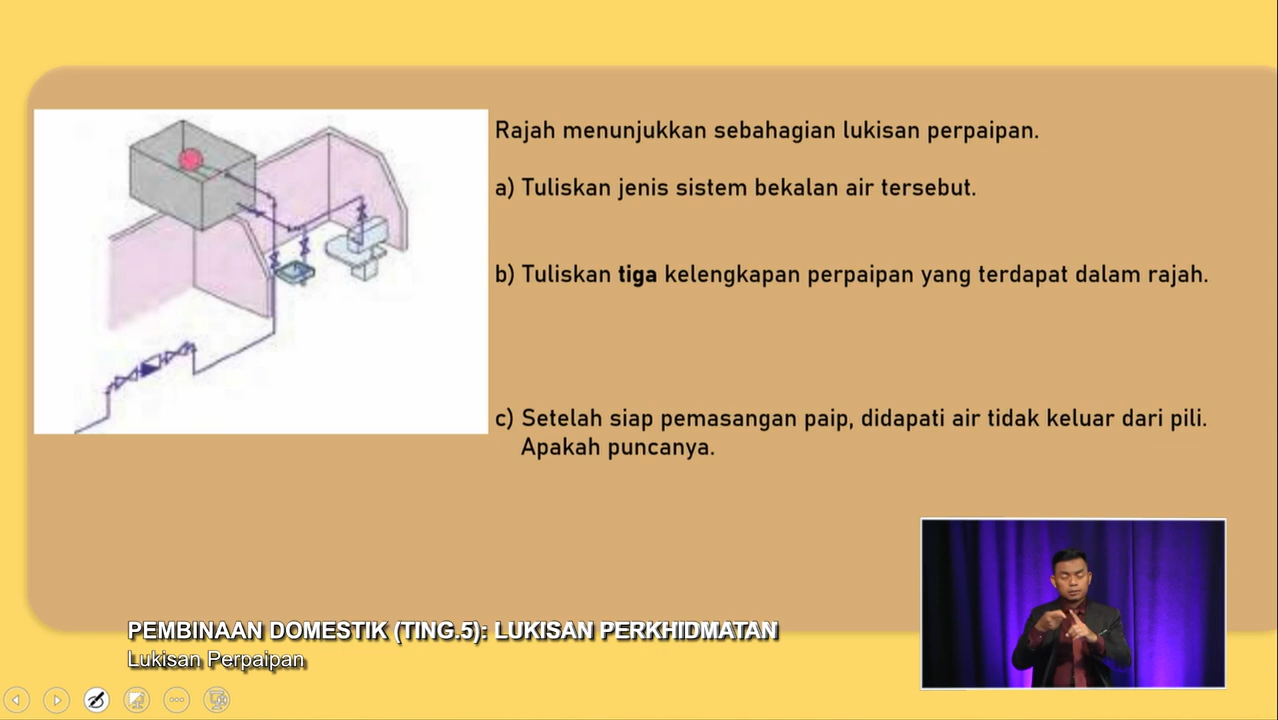 Rajah menunjukkan sebahagian lukisan perpaipan.
a) Tuliskan jenis sistem bekalan air tersebut.
b) Tuliskan tiga kelengkapan perpaipan yang terdapat dalam rajah.
c) Setelah siap pemasangan paip, didapati air tidak keluar dari pili.
Apakah puncanya.
PEMBINAAN DOMESTIK (TING.5): LUKISAN PERKHIDMATAN
Lukisan Perpaipan